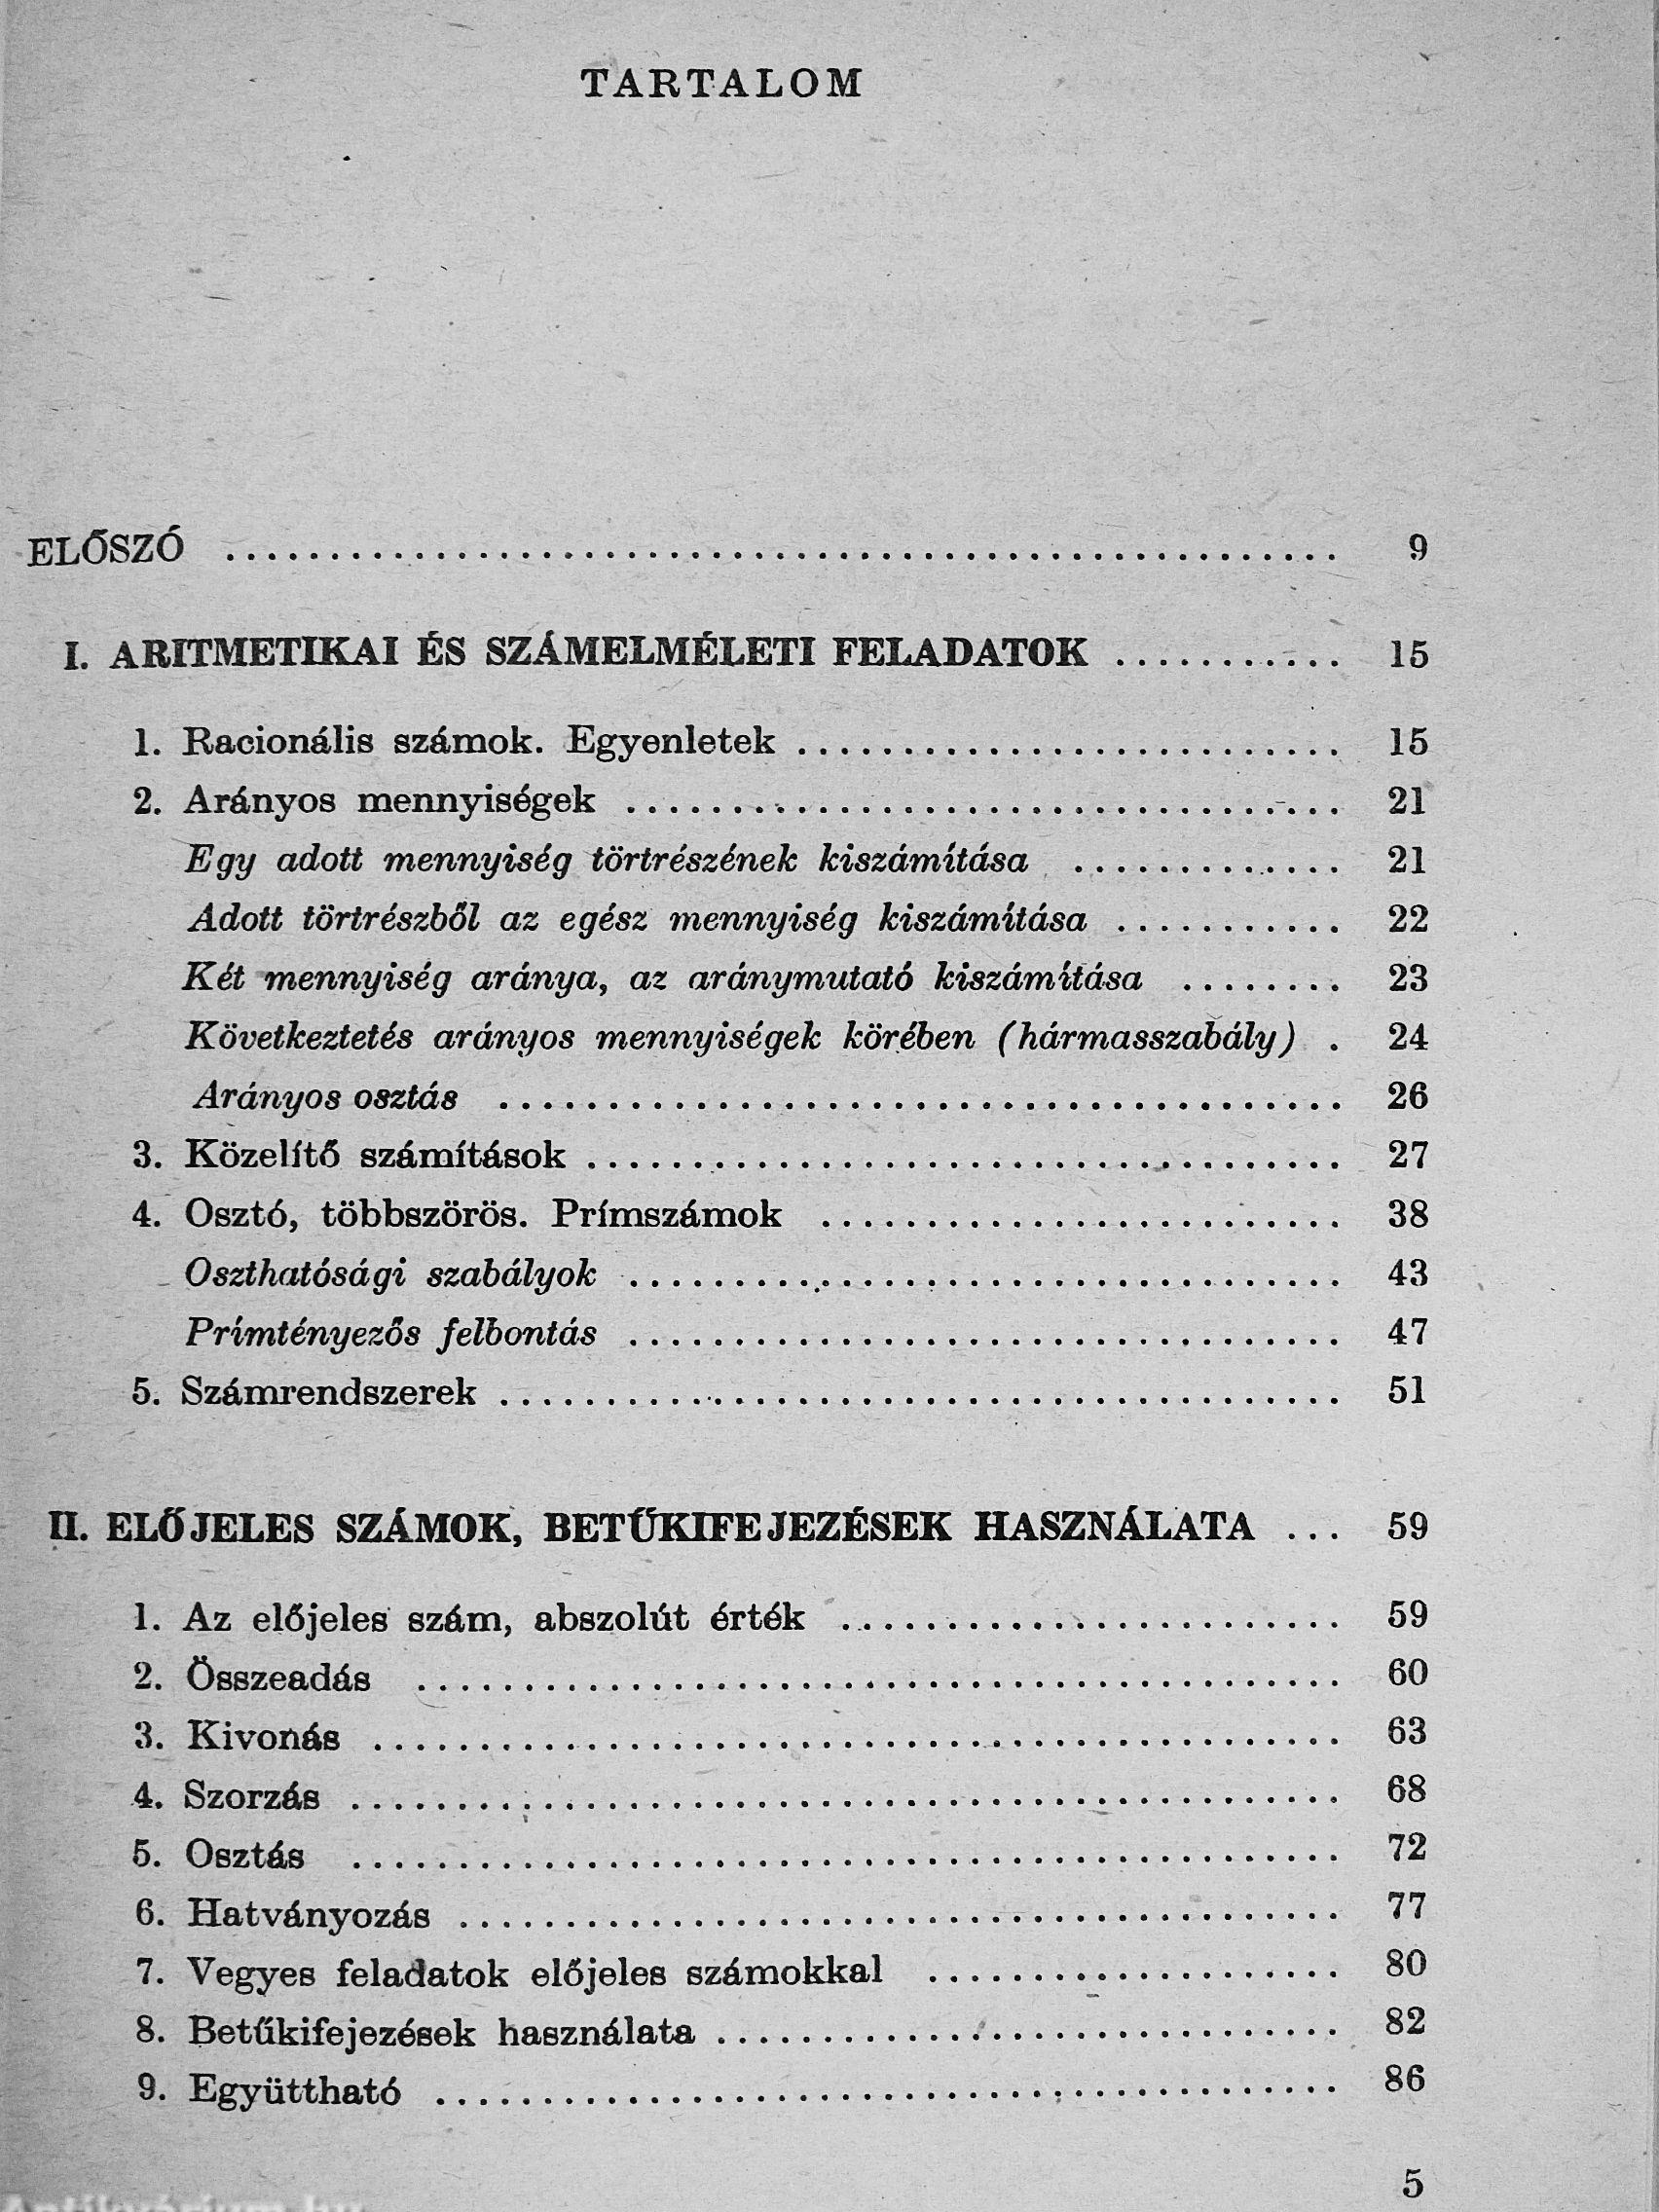 TARTALOM
ELŐSZÓ ........ 9
I. ARITMETIKAI ÉS SZÁMELMÉLETI FELADATOK ........ 15
1. Racionális számok. Egyenletek ........ 15
2. Arányos mennyiségek ........ 21
Egy adott mennyiség törtrészének kiszámítása ........ 21
Adott törtrészből az egész mennyiség kiszámítása ........ 22
Két mennyiség aránya, az aránymutató kiszámítása ........ 23
Következtetés arányos mennyiségek körében (hármasszabály) . 24
Arányos osztás ........ 26
3. Közelítő számítások ........ 27
4. Osztó, többszörös. Prímszámok ........ 38
Oszthatósági szabályok ........ 43
Prímtényezős felbontás ........ 47
5. Számrendszerek ........ 51
II. ELŐJELES SZÁMOK, BETŰKIFEJEZÉSEK HASZNÁLATA ... 59
1. Az előjeles szám, abszolút érték ........ 59
2. Összeadás ........ 60
3. Kivonás ........ 63
4. Szorzás ........ 68
5. Osztás ........ 72
6. Hatványozás ........ 77
7. Vegyes feladatok előjeles számokkal ........ 80
8. Betűkifejezések használata ........ 82
9. Együttható ........ 86
5